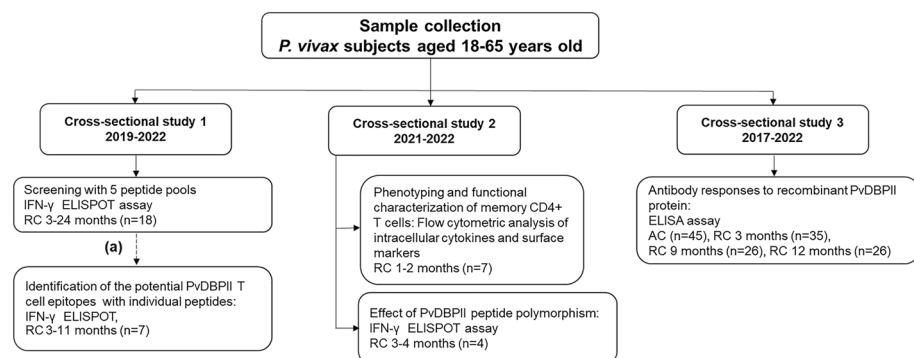 Sample collection
P. vivax subjects aged 18-65 years old
Cross-sectional study 1
2019-2022
Cross-sectional study 2
2021-2022
Cross-sectional study 3
2017-2022
Screening with 5 peptide pools
IFN-γ ELISPOT assay
RC 3-24 months (n=18)
(a)
Identification of the potential PvDBPII T
cell epitopes with individual peptides:
IFN-γ ELISPOT,
RC 3-11 months (n=7)
Phenotyping and functional
characterization of memory CD4+
T cells: Flow cytometric analysis of
intracellular cytokines and surface
markers
RC 1-2 months (n=7)
Effect of PvDBPII peptide polymorphism:
IFN-γ ELISPOT assay
RC 3-4 months (n=4)
Antibody responses to recombinant PvDBPII
protein:
ELISA assay
AC (n=45), RC 3 months (n=35),
RC 9 months (n=26), RC 12 months (n=26)